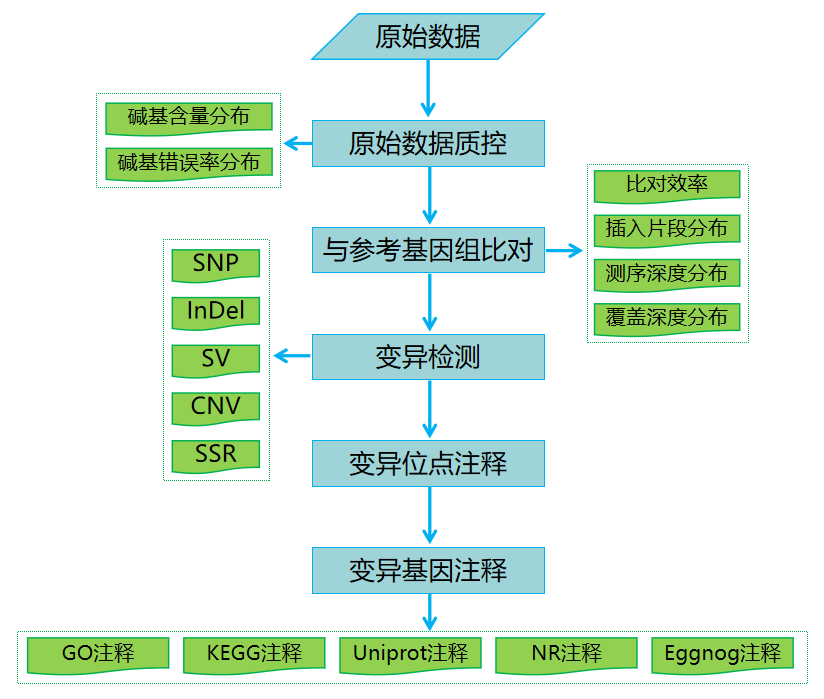 原始数据
碱基含量分布
碱基错误率分布
原始数据质控
比对效率
插入片段分布
测序深度分布
覆盖深度分布
与参考基因组比对
SNP
InDel
SV
CNV
SSR
变异检测
变异位点注释
变异基因注释
GO注释
KEGG注释
Uniprot注释
NR注释
Eggnog注释